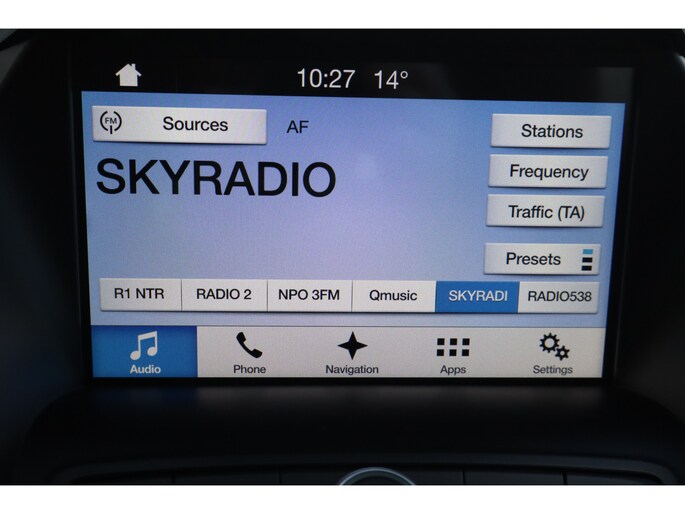 10:27 14°
FM Sources AF
Stations
SKYRADIO
Frequency
Traffic (TA)
Presets
R1 NTR RADIO 2 NPO 3FM Qmusic SKYRADI RADIO538
Audio Phone Navigation Apps Settings